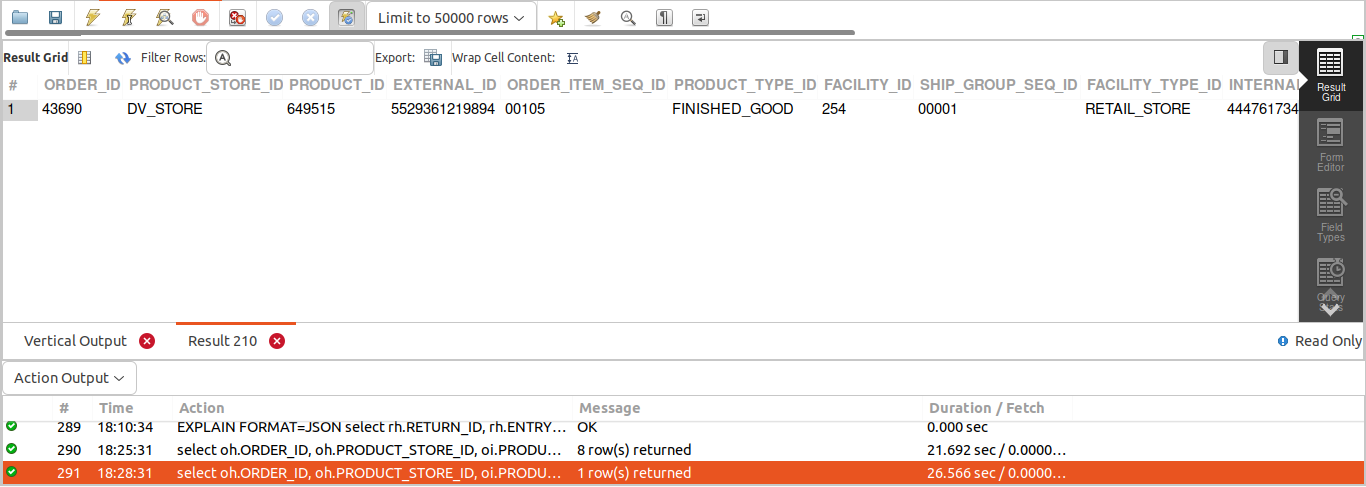 Limit to 50000 rows
Result Grid Filter Rows: Export: Wrap Cell Content:
# ORDER_ID PRODUCT_STORE_ID PRODUCT_ID EXTERNAL_ID ORDER_ITEM_SEQ_ID PRODUCT_TYPE_ID FACILITY_ID SHIP_GROUP_SEQ_ID FACILITY_TYPE_ID INTERNAL
1 43690 DV_STORE 649515 5529361219894 00105 FINISHED_GOOD 254 00001 RETAIL_STORE 444761734
Result
Grid
Form
Editor
Field
Types
Query
Vertical Output Result 210 Read Only
Action Output
# Time Action Message Duration / Fetch
289 18:10:34 EXPLAIN FORMAT=JSON select rh.RETURN_ID, rh.ENTRY... OK 0.000 sec
290 18:25:31 select oh.ORDER_ID, oh.PRODUCT_STORE_ID, oi.PRODU... 8 row(s) returned 21.692 sec / 0.0000...
291 18:28:31 select oh.ORDER_ID, oh.PRODUCT_STORE_ID, oi.PRODU... 1 row(s) returned 26.566 sec / 0.0000...